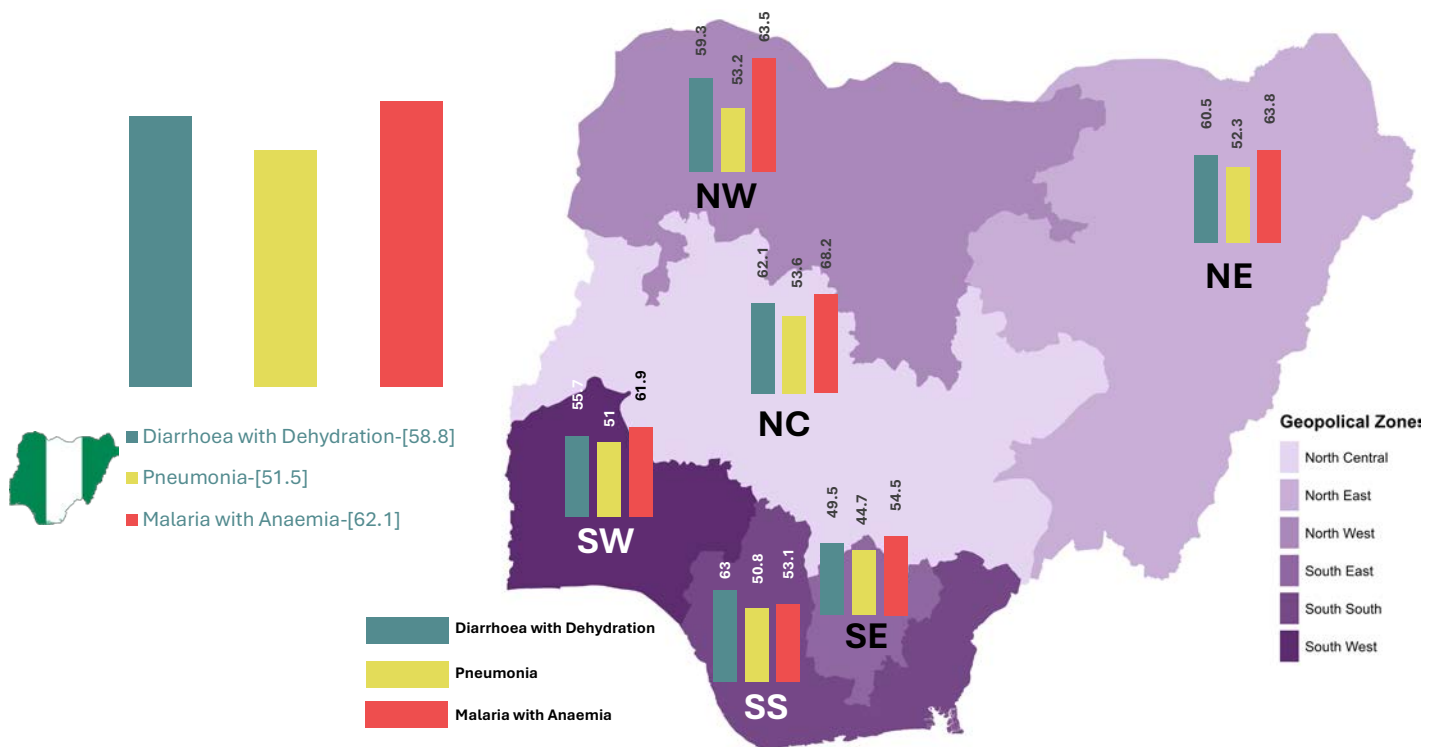 59.3
53.2
63.5
NW
60.5
52.3
63.8
NE
62.1
53.6
68.2
NC
55.7
51
61.9
SW
49.5
44.7
54.5
SE
63
50.8
53.1
SS
Diarrhoea with Dehydration-[58.8]
Pneumonia-[51.5]
Malaria with Anaemia-[62.1]
Diarrhoea with Dehydration
Pneumonia
Malaria with Anaemia
Geopolical Zones
North Central
North East
North West
South East
South South
South West